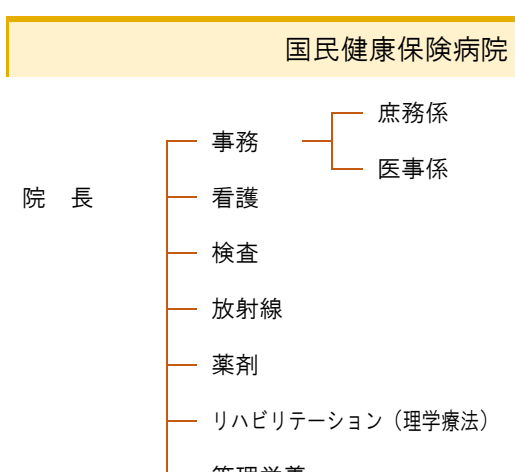 国民健康保険病院
庶務係
事務
医事係
院　長
看護
検査
放射線
薬剤
リハビリテーション（理学療法）